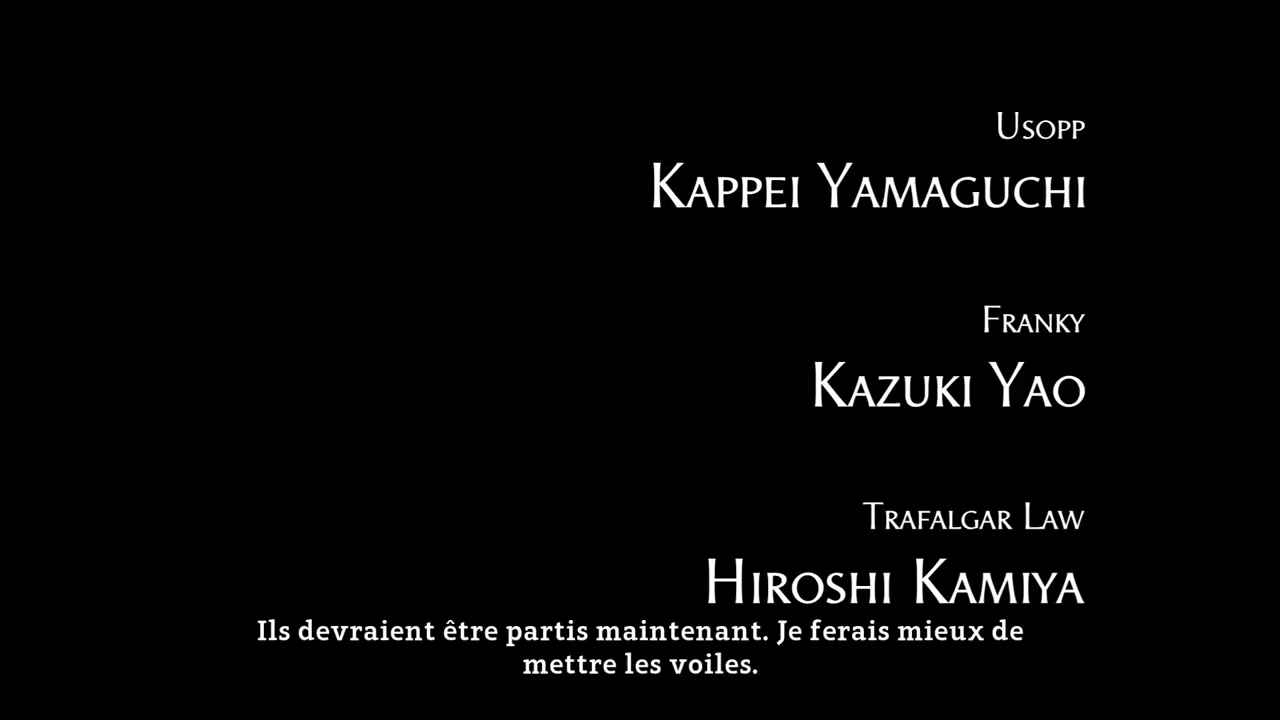 Usopp
Kappei Yamaguchi
Franky
Kazuki Yao
Trafalgar Law
Hiroshi Kamiya
Ils devraient être partis maintenant. Je ferais mieux de
mettre les voiles.